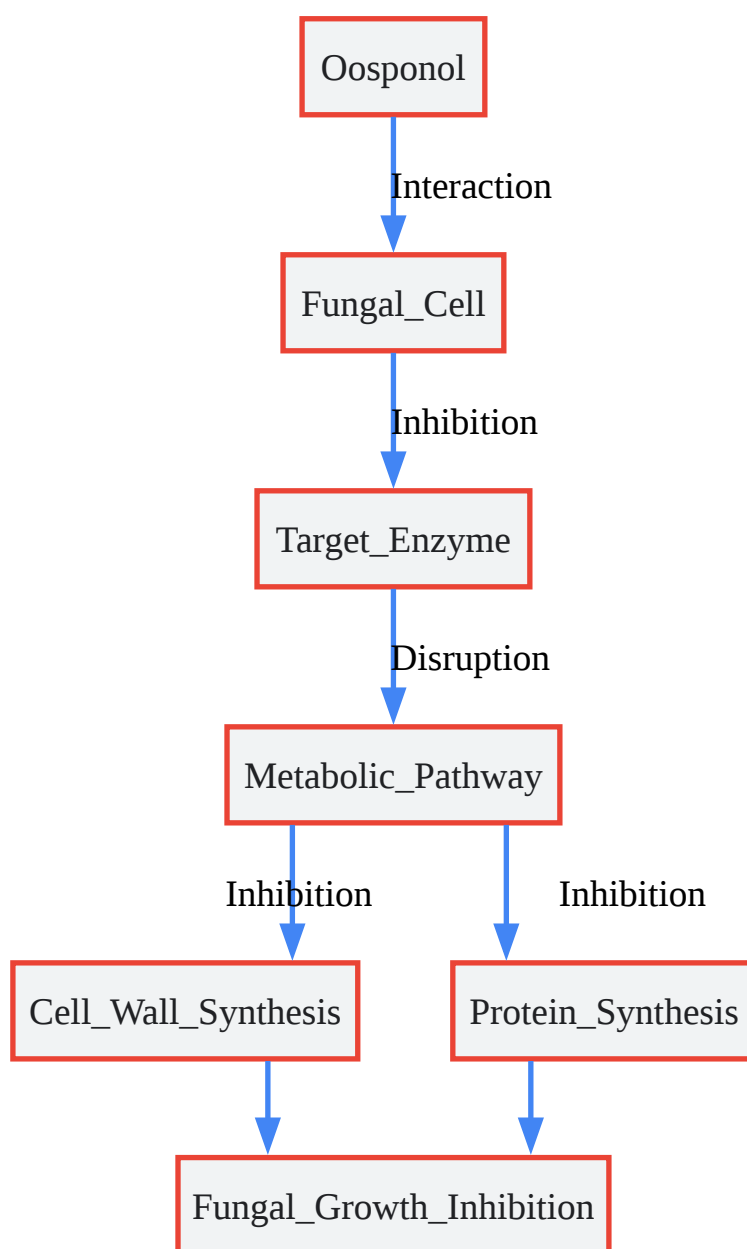 Oosponol
Interaction
Fungal_Cell
Inhibition
Target_Enzyme
Disruption
Metabolic_Pathway
Inhibition
Inhibition
Cell_Wall_Synthesis
Protein_Synthesis
Fungal_Growth_Inhibition